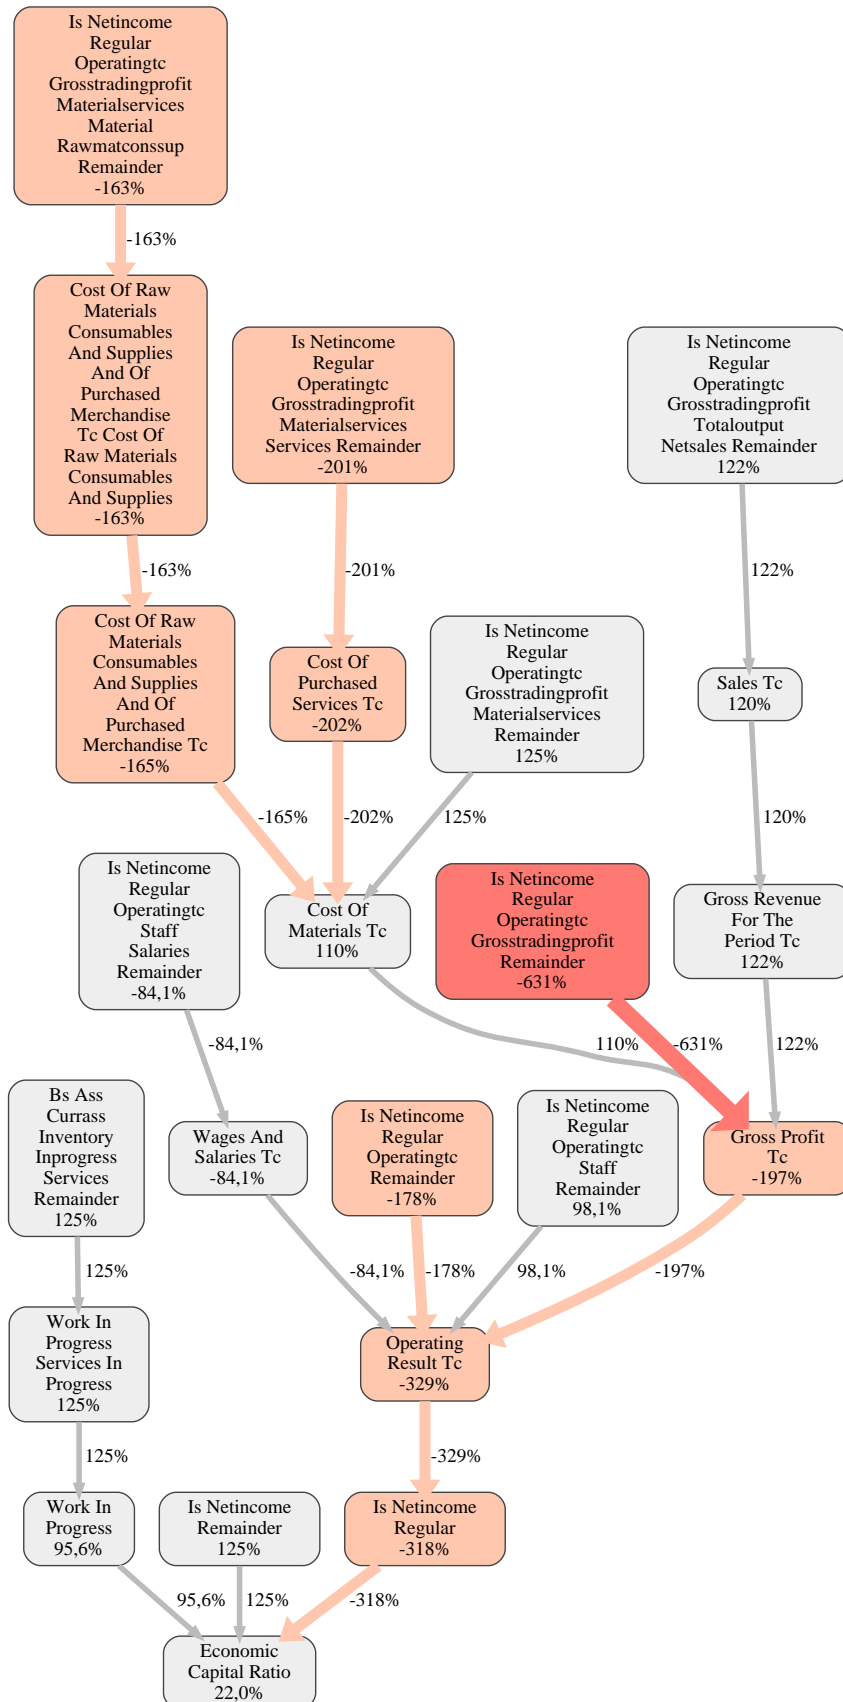 Is Netincome
Regular
Operatingtc
Grosstradingprofit
Materialservices
Material
Rawmatconssup
Remainder
-163%
-163%
Cost Of Raw
Materials
Consumables
And Supplies
And Of
Purchased
Merchandise
Tc Cost Of
Raw Materials
Consumables
And Supplies
-163%
Is Netincome
Regular
Operatingtc
Grosstradingprofit
Materialservices
Services Remainder
-201%
Is Netincome
Regular
Operatingtc
Grosstradingprofit
Totaloutput
Netsales Remainder
122%
-163%
-201%
122%
Cost Of Raw
Materials
Consumables
And Supplies
And Of
Purchased
Merchandise Tc
-165%
Cost Of
Purchased
Services Tc
-202%
Is Netincome
Regular
Operatingtc
Grosstradingprofit
Materialservices
Remainder
125%
Sales Tc
120%
-165%
-202%
125%
120%
Is Netincome
Regular
Operatingtc
Staff
Salaries
Remainder
-84,1%
Cost Of
Materials Tc
110%
Is Netincome
Regular
Operatingtc
Grosstradingprofit
Remainder
-631%
Gross Revenue
For The
Period Tc
122%
-84,1%
110%
-631%
122%
Bs Ass
Currass
Inventory
Inprogress
Services
Remainder
125%
Wages And
Salaries Tc
-84,1%
Is Netincome
Regular
Operatingtc
Remainder
-178%
Is Netincome
Regular
Operatingtc
Staff
Remainder
98,1%
Gross Profit
Tc
-197%
125%
-84,1%
-178%
98,1%
-197%
Work In
Progress
Services In
Progress
125%
Operating
Result Tc
-329%
125%
-329%
Work In
Progress
95,6%
Is Netincome
Remainder
125%
Is Netincome
Regular
-318%
95,6%
125%
-318%
Economic
Capital Ratio
22,0%